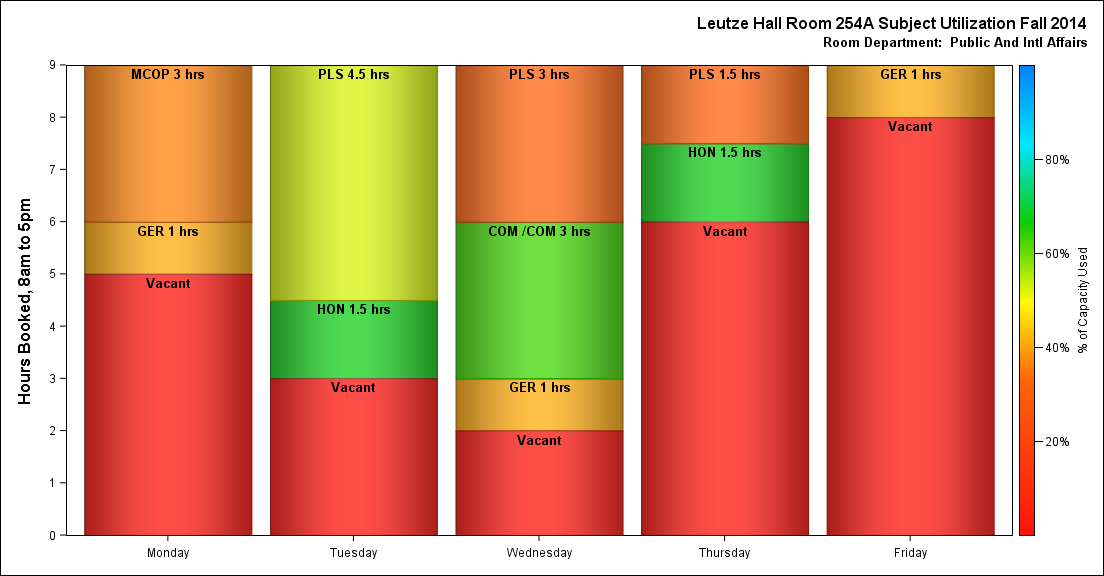 Leutze Hall Room 254A Subject Utilization Fall 2014
Room Department:  Public And Intl Affairs
Hours Booked, 8am to 5pm
9
8
7
6
5
4
3
2
1
0
MCOP 3 hrs
GER 1 hrs
Vacant
PLS 4.5 hrs
HON 1.5 hrs
Vacant
PLS 3 hrs
COM /COM 3 hrs
GER 1 hrs
Vacant
PLS 1.5 hrs
HON 1.5 hrs
Vacant
GER 1 hrs
Vacant
Monday
Tuesday
Wednesday
Thursday
Friday
80%
60%
40%
20%
% of Capacity Used